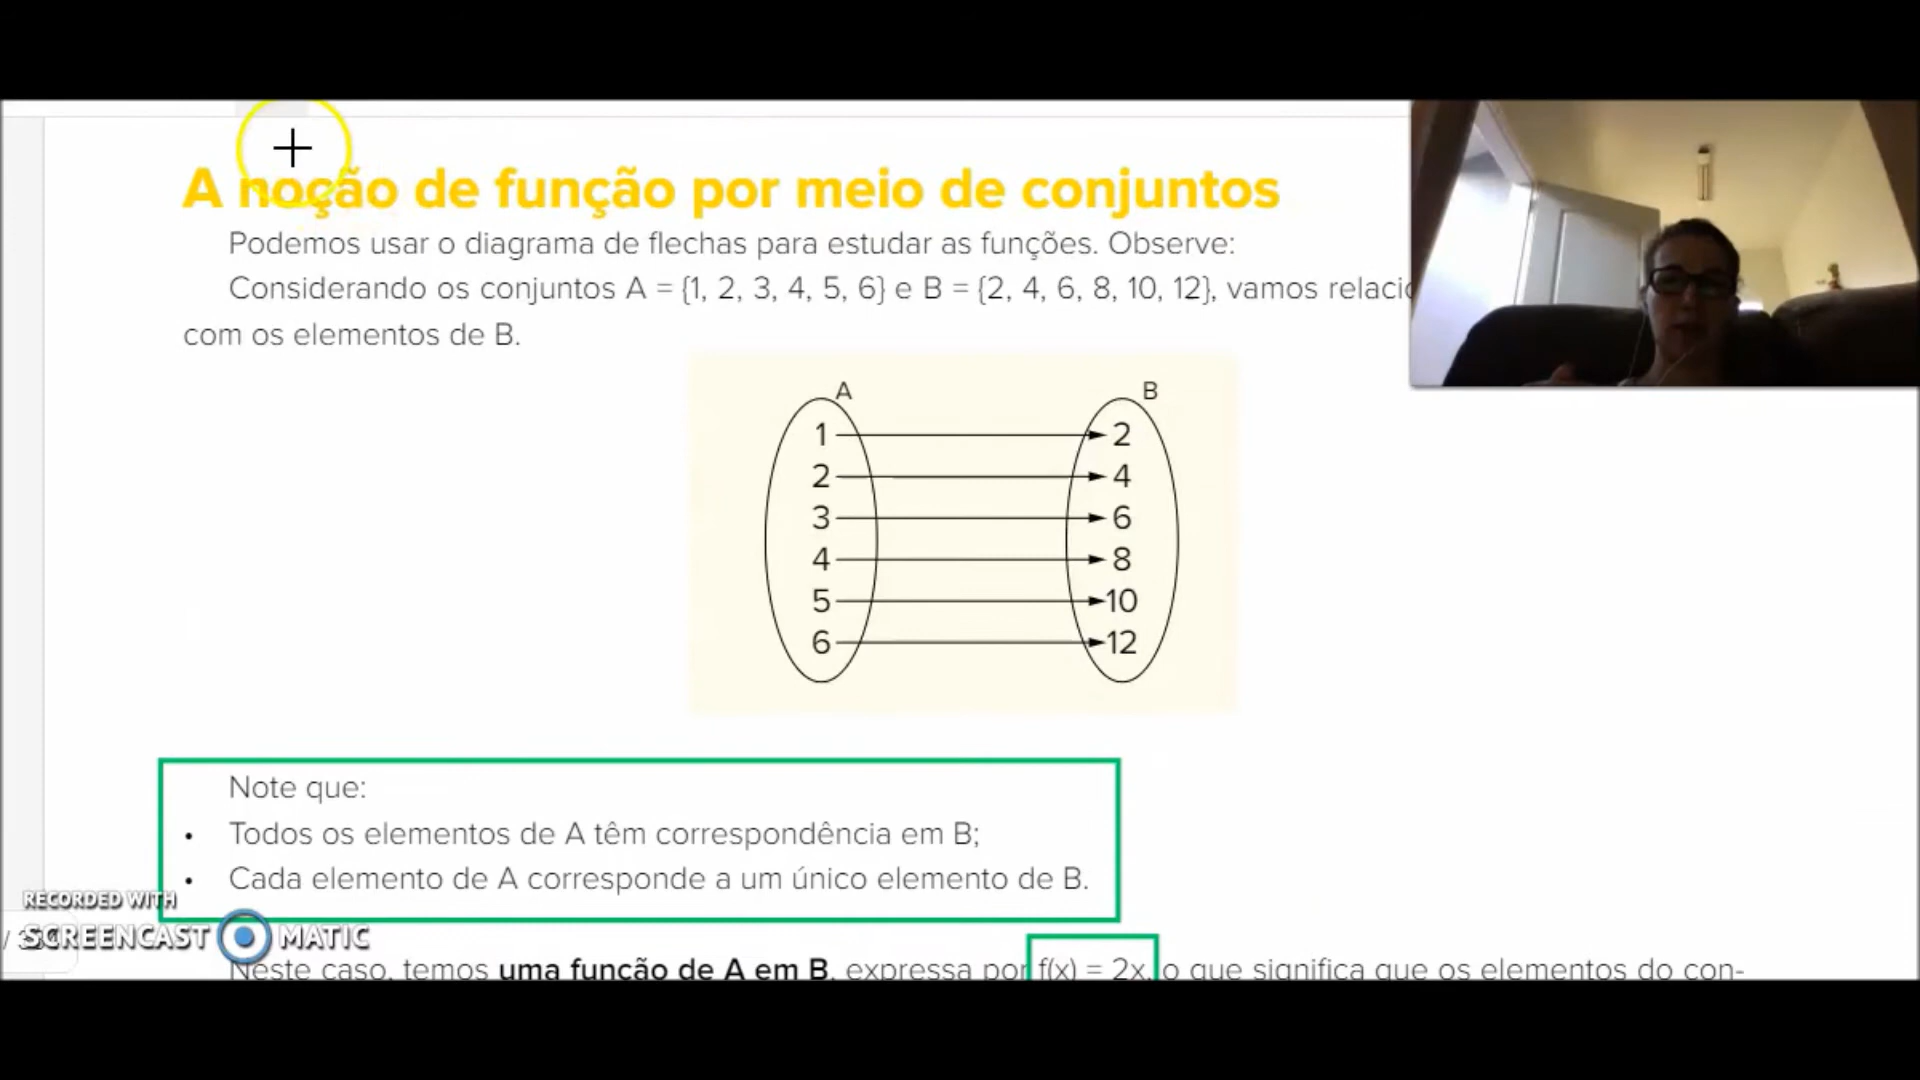 A noção de função por meio de conjuntos
Podemos usar o diagrama de flechas para estudar as funções. Observe:
Considerando os conjuntos A = {1, 2, 3, 4, 5, 6} e B = {2, 4, 6, 8, 10, 12}, vamos
com os elementos de B.
A B
1 2
2 4
3 6
4 8
5 10
6 12
Note que:
• Todos os elementos de A têm correspondência em B;
• Cada elemento de A corresponde a um único elemento de B.
RECORDED WITH
SCREENCAST MATIC
Neste caso, temos uma função de A em B, expressa por f(x) = 2x, o que significa que os elementos do con-